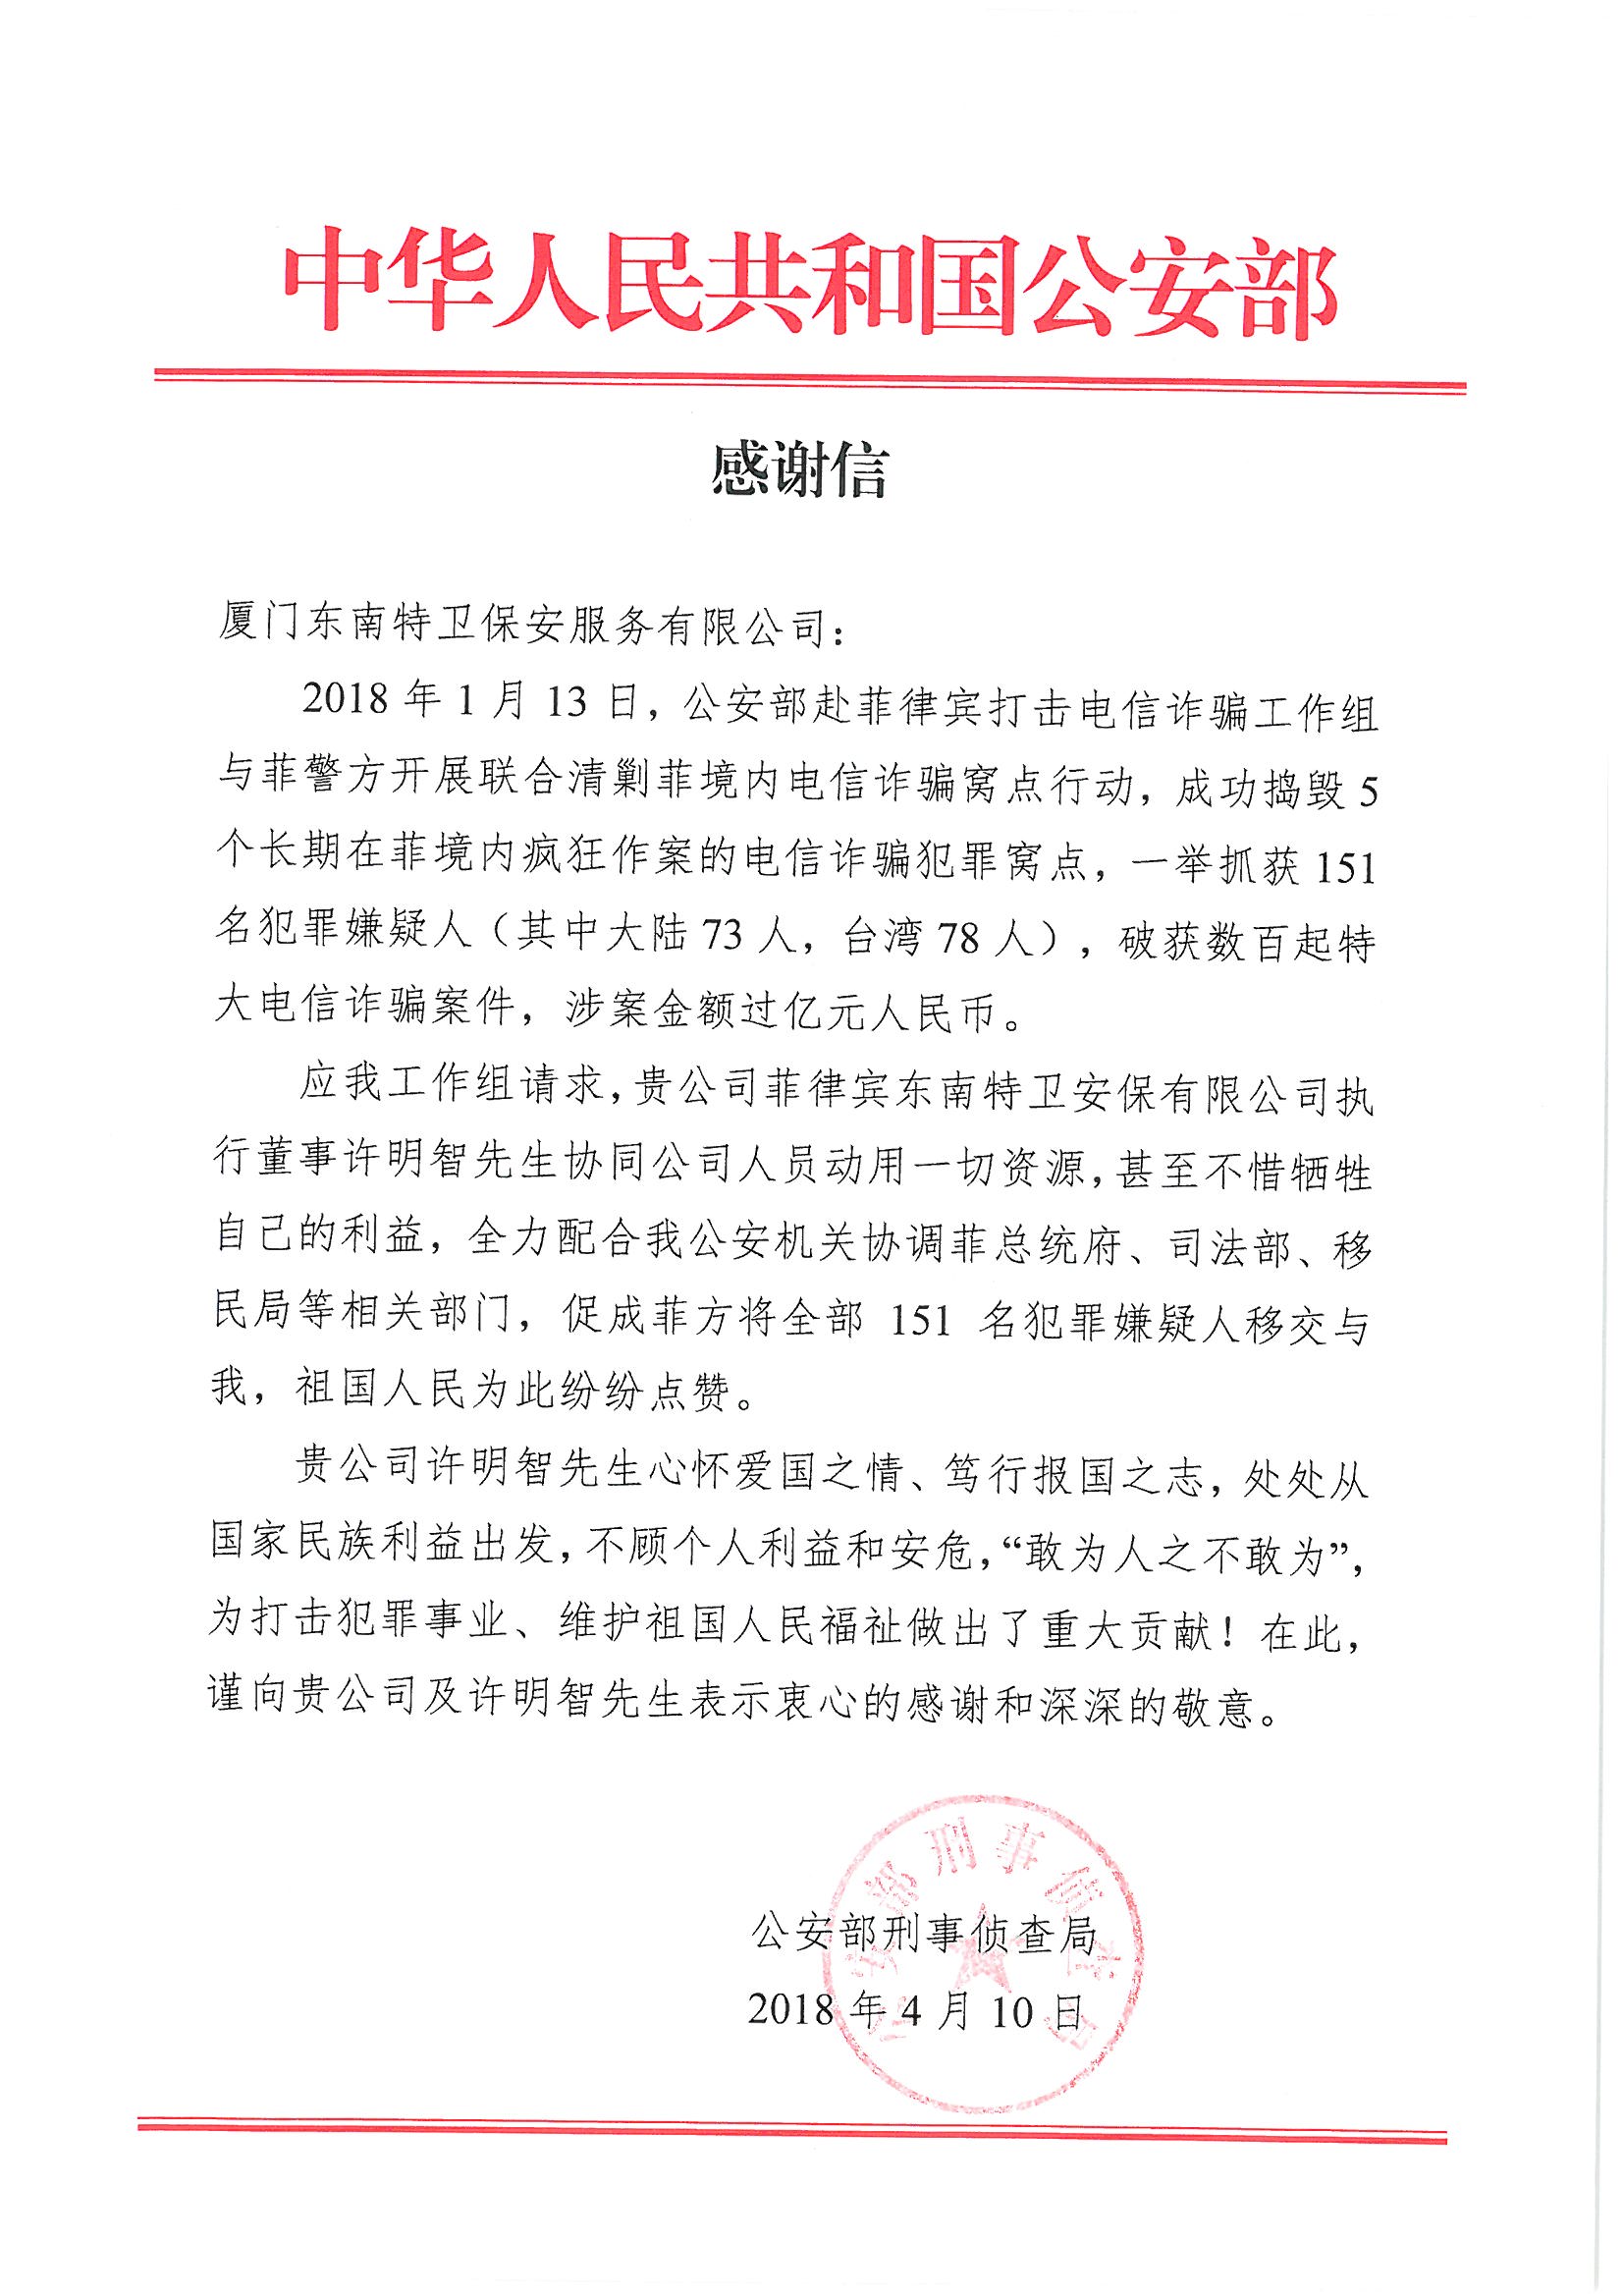 中华人民共和国公安部
感谢信
厦门东南特卫保安服务有限公司：
2018年1月13日，公安部赴菲律宾打击电信诈骗工作组
与菲警方开展联合清剿菲境内电信诈骗窝点行动，成功捣毁5
个长期在菲境内疯狂作案的电信诈骗犯罪窝点，一举抓获151
名犯罪嫌疑人（其中大陆73人，台湾78人），破获数百起特
大电信诈骗案件，涉案金额过亿元人民币。
应我工作组请求，贵公司菲律宾东南特卫安保有限公司执
行董事许明智先生协同公司人员动用一切资源，甚至不惜牺牲
自己的利益，全力配合我公安机关协调菲总统府、司法部、移
民局等相关部门，促成菲方将全部 151 名犯罪嫌疑人移交与
我，祖国人民为此纷纷点赞。
贵公司许明智先生心怀爱国之情、笃行报国之志，处处从
国家民族利益出发，不顾个人利益和安危，“敢为人之不敢为”，
为打击犯罪事业、维护祖国人民福祉做出了重大贡献！在此，
谨向贵公司及许明智先生表示衷心的感谢和深深的敬意。
公安部刑事侦查局
公安部刑事侦查局
2018年4月10日